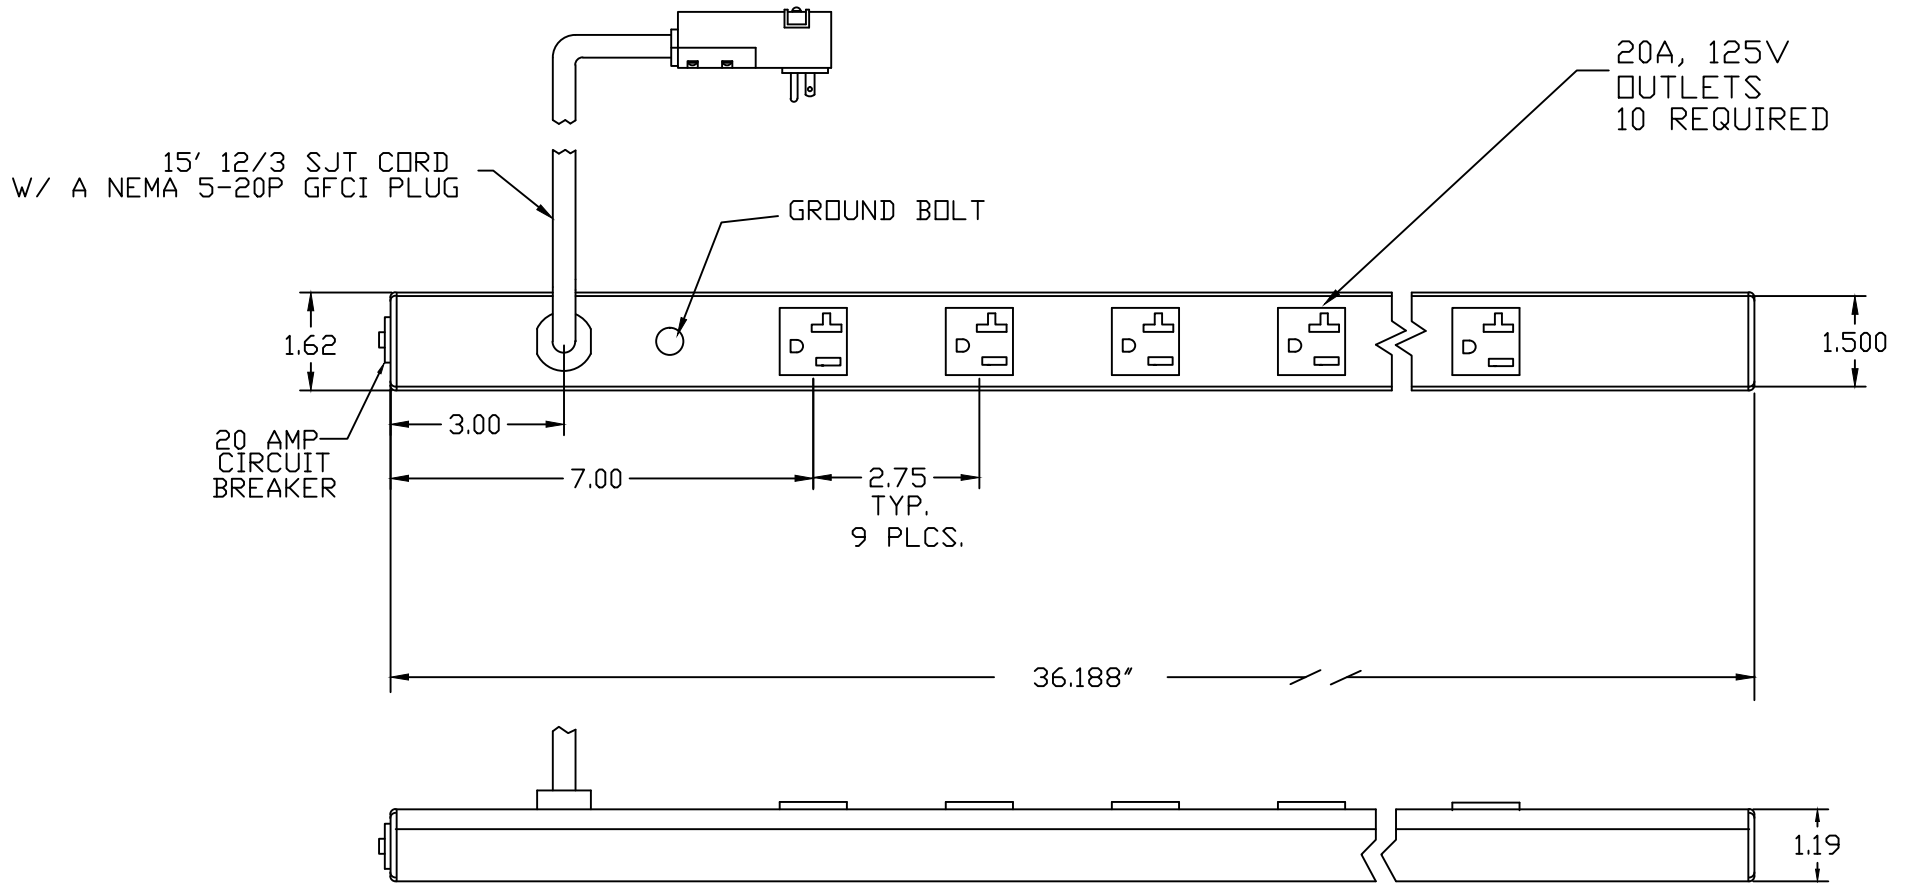 20A, 125V
OUTLETS
10 REQUIRED
15' 12/3 SJT CORD
W/ A NEMA 5-20P GFCI PLUG
GROUND BOLT
1.62
1.500
3.00
20 AMP
CIRCUIT
BREAKER
7.00
2.75
TYP.
9 PLCS.
36.188"
1.19